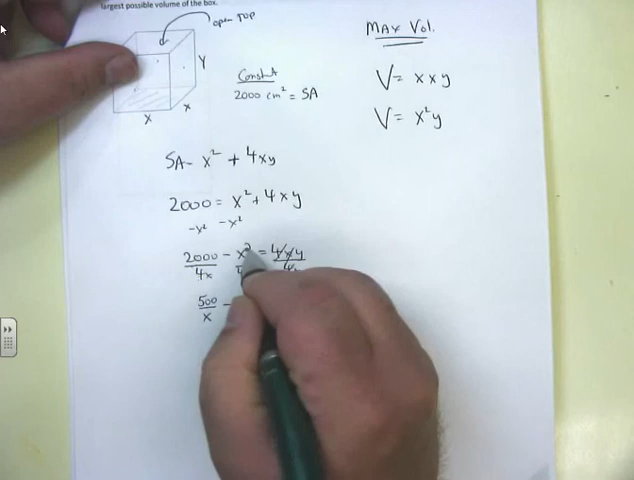 largest possible volume of the box.
open top
Y
X
x
Const
2000 cm² = SA
Max Vol.
V = x x y
V = x²y
SA - x² + 4xy
2000 = x² + 4xy
-x² -x²
2000/4x - x²/4 = 4xy/4x
500/x -